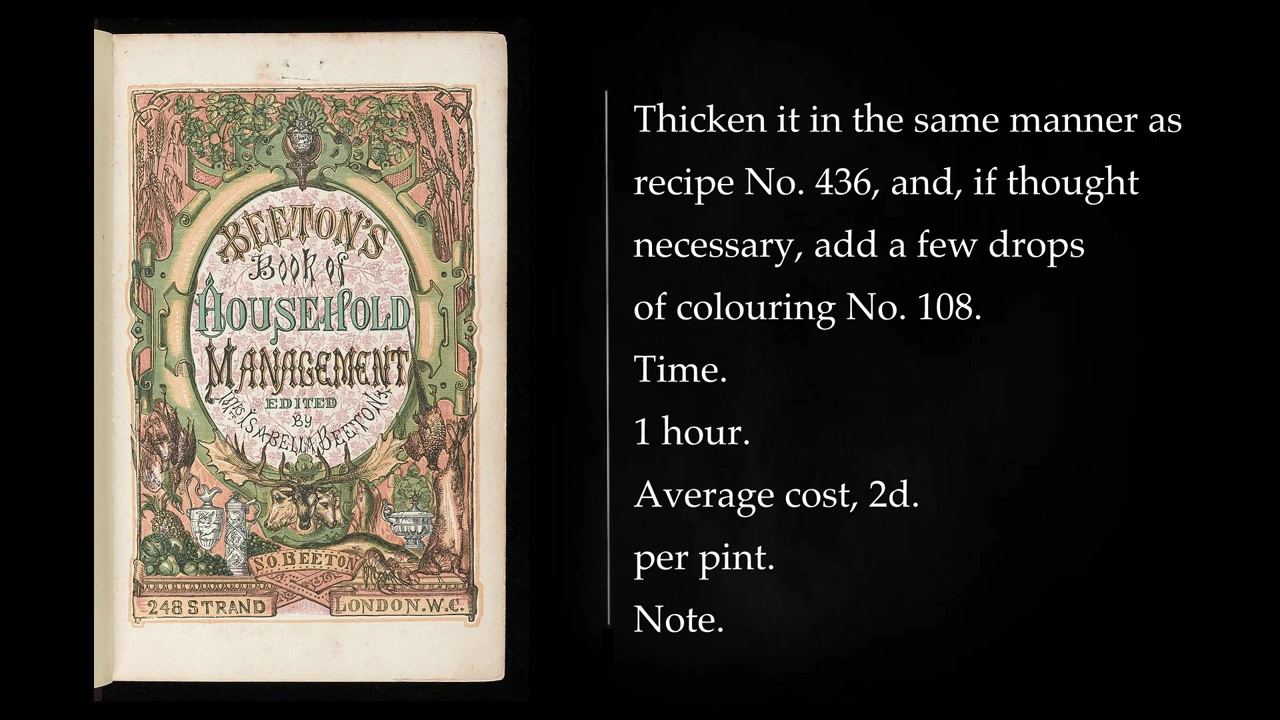 BEETON'S
Book of
HOUSEHOLD
MANAGEMENT
EDITED
BY
MRS ISABELLA BEETON
S.O. BEETON
248 STRAND
LONDON. W.C.
Thicken it in the same manner as
recipe No. 436, and, if thought
necessary, add a few drops
of colouring No. 108.
Time.
1 hour.
Average cost, 2d.
per pint.
Note.